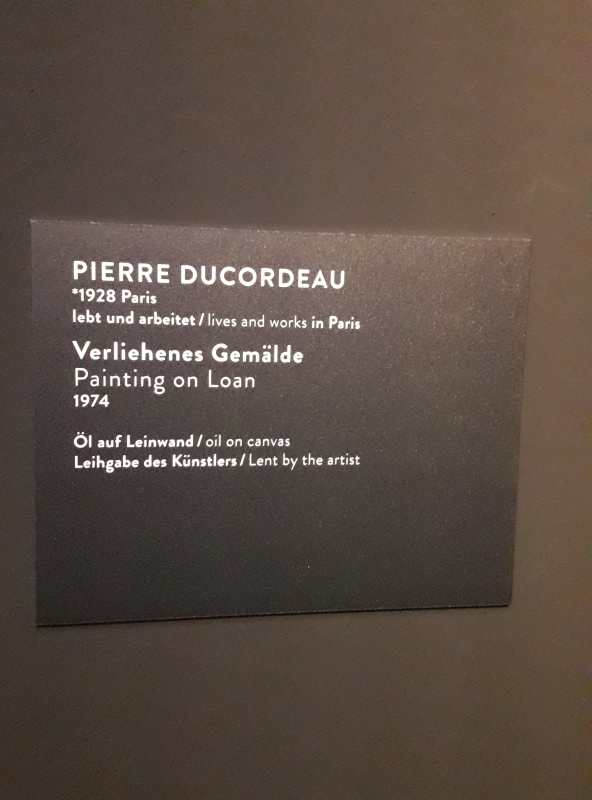 PIERRE DUCORDEAU
*1928 Paris
lebt und arbeitet / lives and works in Paris
Verliehenes Gemälde
Painting on Loan
1974
Öl auf Leinwand / oil on canvas
Leihgabe des Künstlers / Lent by the artist